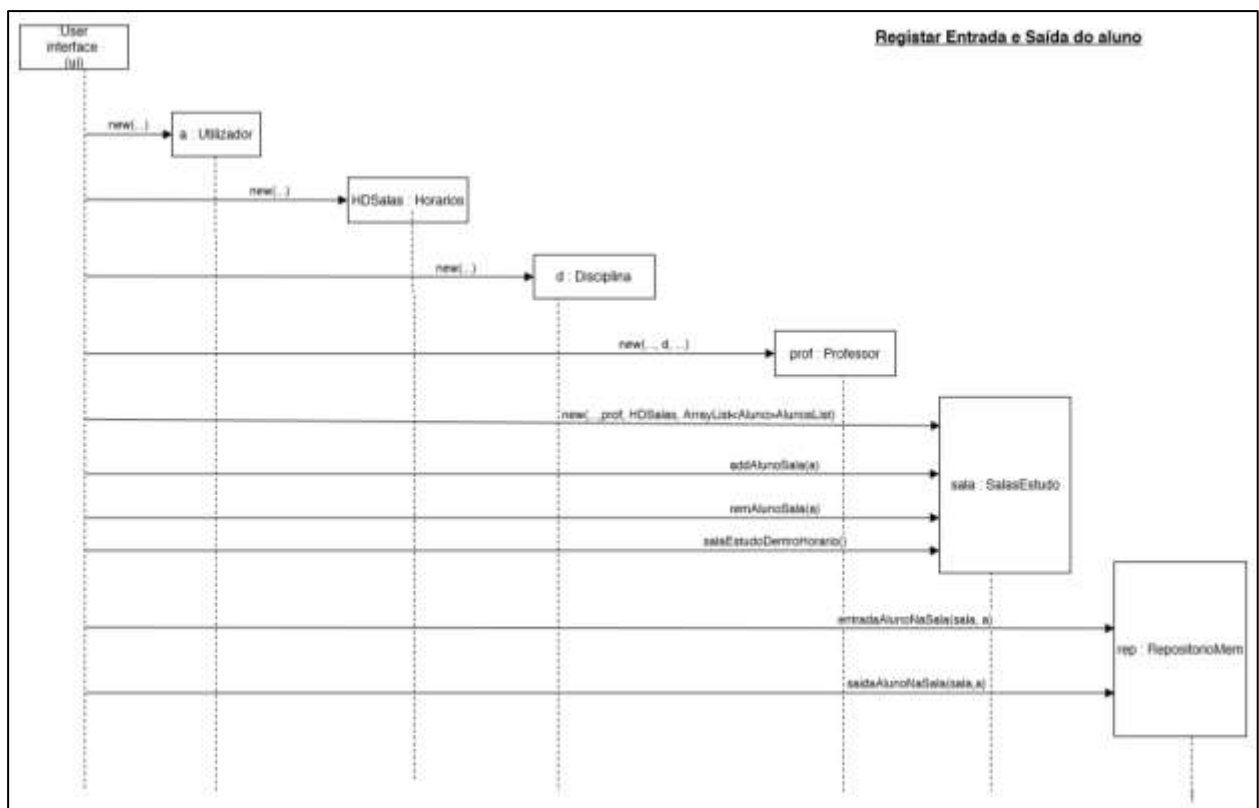 User
interface
(ui)
Registar Entrada e Saída do aluno
new(...)
a : Utilizador
new(...)
HDSalas : Horarios
new(...)
d : Disciplina
new(..., d, ...)
prof : Professor
new(...,prof, HDSalas, ArrayList<Aluno>AlunosList)
addAlunoSala(a)
sala : SalasEstudo
remAlunoSala(a)
salaEstudoDentroHorario()
entradaAlunoNaSala(sala, a)
rep : RepositorioMem
saidaAlunoNaSala(sala,a)